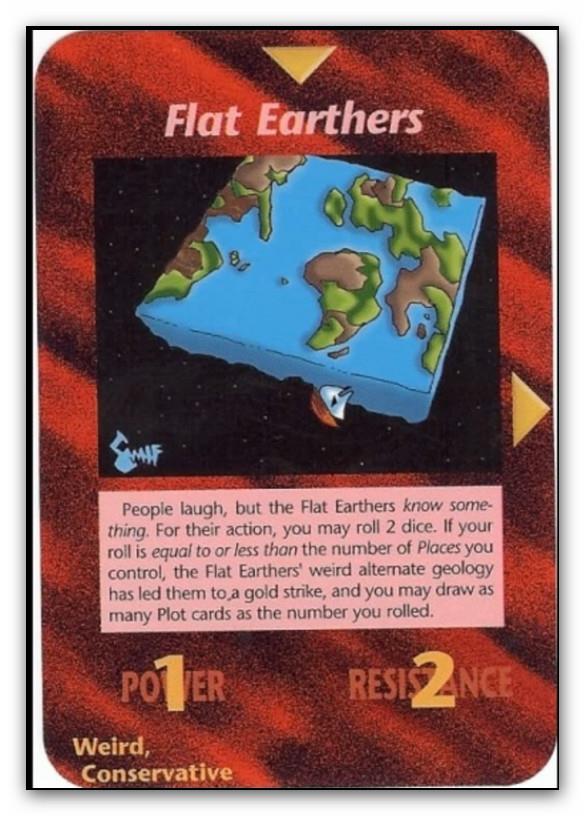 Flat Earthers
People laugh, but the Flat Earthers know some-
thing. For their action, you may roll 2 dice. If your
roll is equal to or less than the number of Places you
control, the Flat Earthers' weird alternate geology
has led them to a gold strike, and you may draw as
many Plot cards as the number you rolled.
POWER 1 RESISTANCE 2
Weird,
Conservative